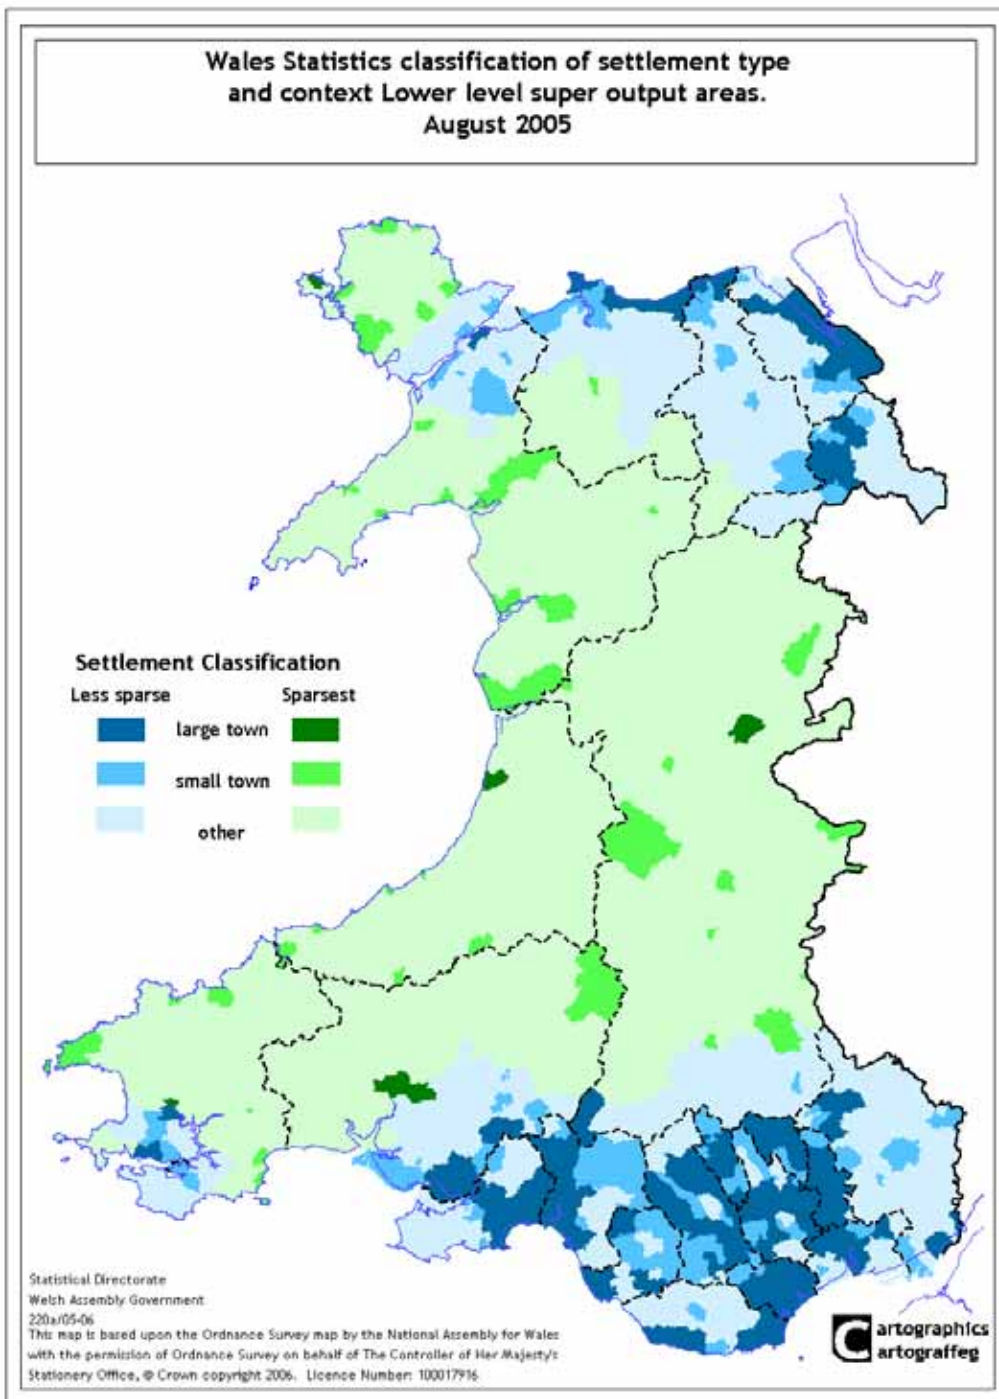 Wales Statistics classification of settlement type
and context Lower level super output areas.
August 2005
Settlement Classification
Less sparse Sparsest
large town
small town
other
Statistical Directorate
Welsh Assembly Government
220a/05-06
This map is based upon the Ordnance Survey map by the National Assembly for Wales
with the permission of Ordnance Survey on behalf of The Controller of Her Majesty's
Stationery Office, © Crown copyright 2006. Licence Number: 100017916
Cartographics
Cartograffeg